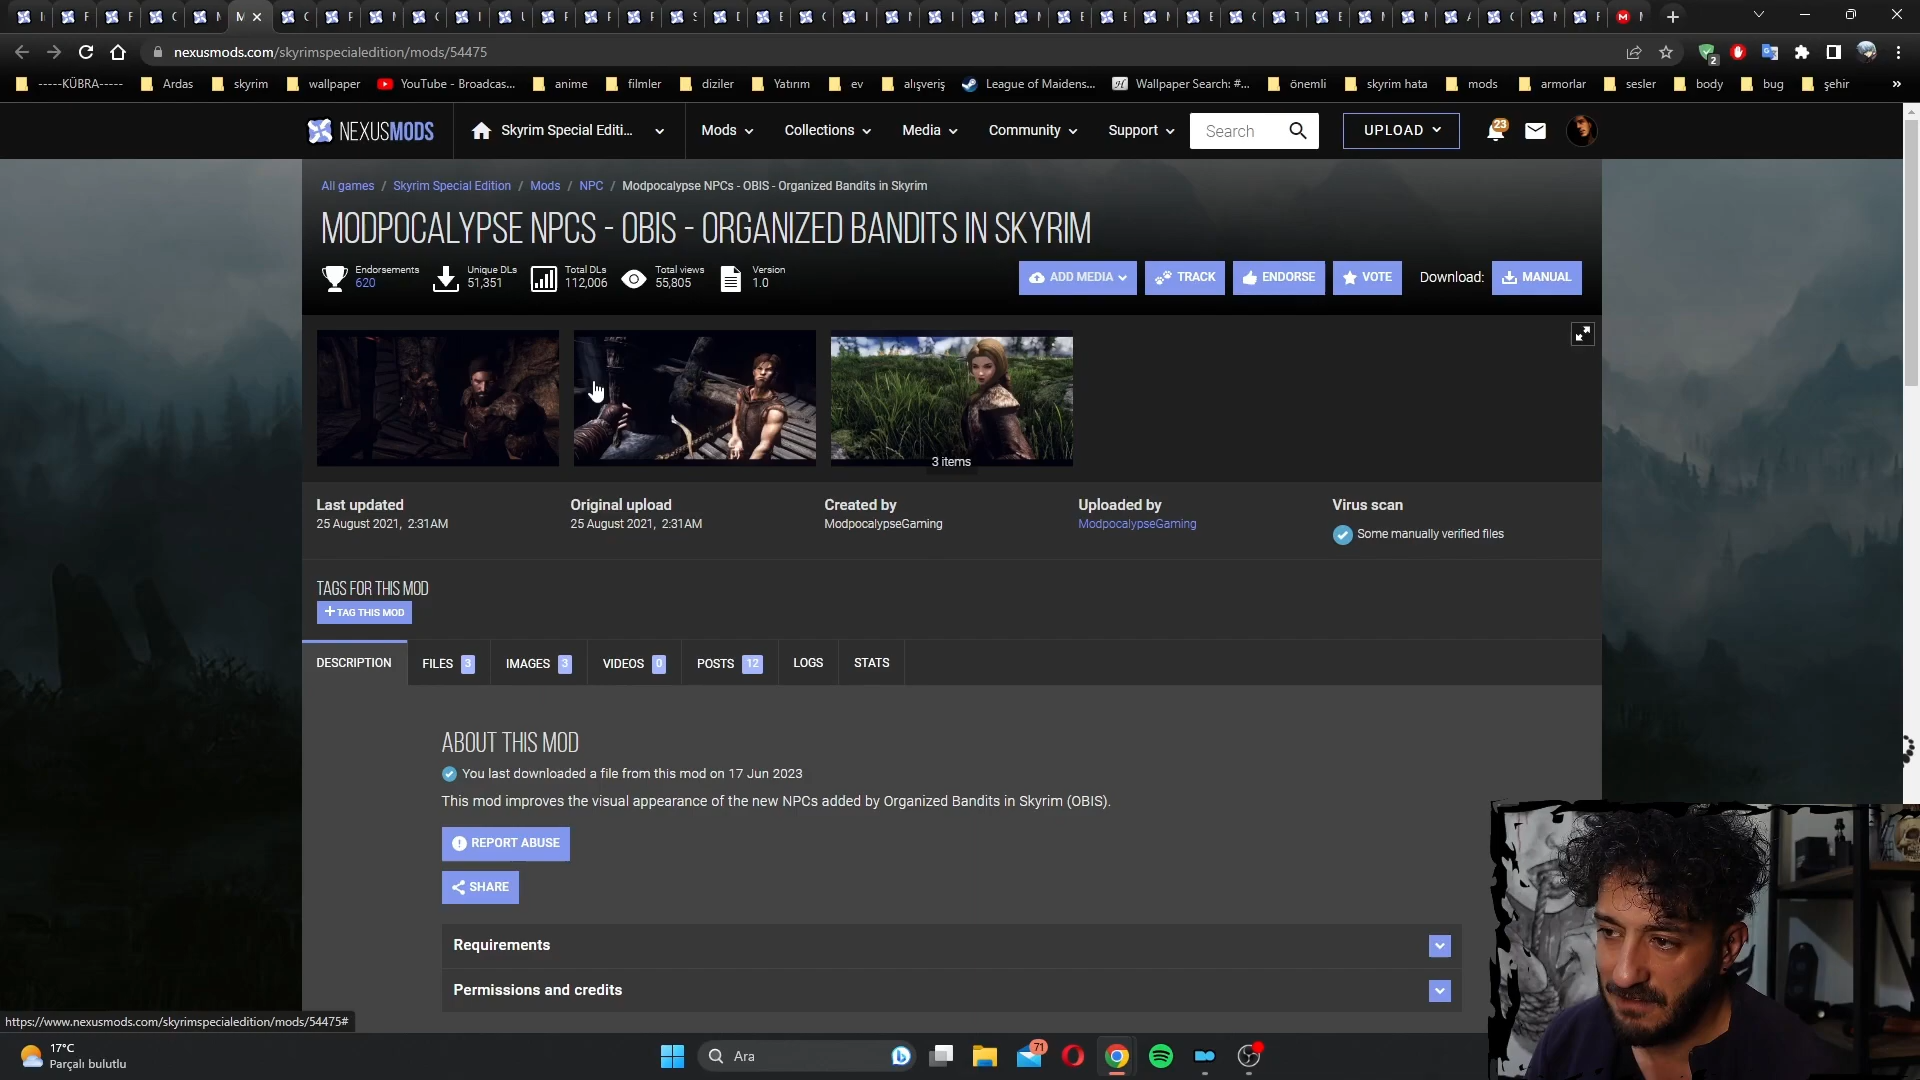 nexusmods.com/skyrimspecialedition/mods/54475
-----KÜBRA-----
Ardas
skyrim
wallpaper
YouTube - Broadcas...
anime
filmler
diziler
Yatırım
ev
alışveriş
League of Maidens...
Wallpaper Search: #...
önemli
skyrim hata
mods
armorlar
sesler
body
bug
şehir
»
NEXUSMODS
Skyrim Special Editi...
Mods
Collections
Media
Community
Support
Search
UPLOAD
23
All games / Skyrim Special Edition / Mods / NPC / Modpocalypse NPCs - OBIS - Organized Bandits in Skyrim
MODPOCALYPSE NPCS - OBIS - ORGANIZED BANDITS IN SKYRIM
Endorsements
620
Unique DLs
51,351
Total DLs
112,006
Total views
55,805
Version
1.0
ADD MEDIA
TRACK
ENDORSE
VOTE
Download:
MANUAL
3 items
Last updated
25 August 2021, 2:31AM
Original upload
25 August 2021, 2:31AM
Created by
ModpocalypseGaming
Uploaded by
ModpocalypseGaming
Virus scan
Some manually verified files
TAGS FOR THIS MOD
+ TAG THIS MOD
DESCRIPTION
FILES 3
IMAGES 3
VIDEOS 0
POSTS 12
LOGS
STATS
ABOUT THIS MOD
You last downloaded a file from this mod on 17 Jun 2023
This mod improves the visual appearance of the new NPCs added by Organized Bandits in Skyrim (OBIS).
REPORT ABUSE
SHARE
Requirements
Permissions and credits
https://www.nexusmods.com/skyrimspecialedition/mods/54475#
17°C
Parçalı bulutlu
Ara
71